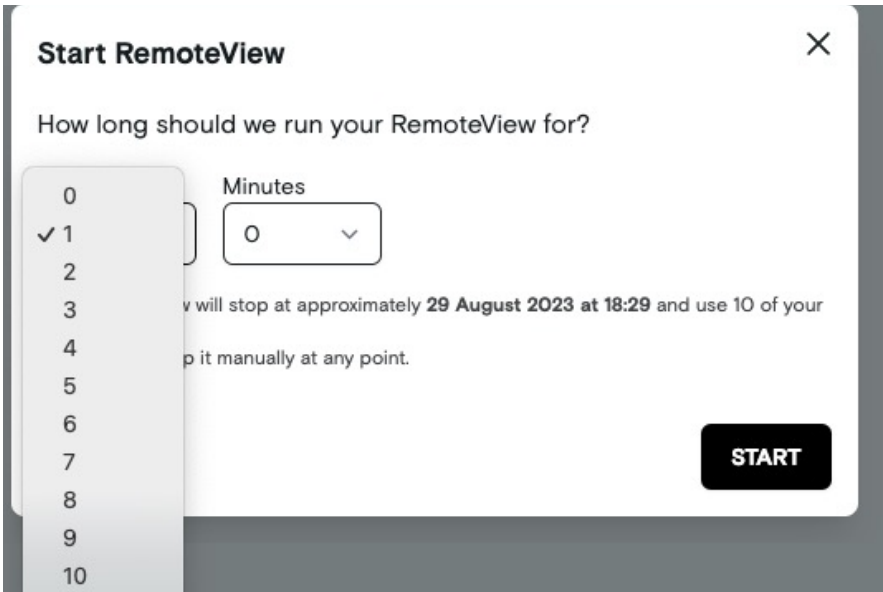 Start RemoteView
How long should we run your RemoteView for?
Minutes
0
0
✓ 1
2
3
4
5
6
7
8
9
10
will stop at approximately 29 August 2023 at 18:29 and use 10 of your
it manually at any point.
START